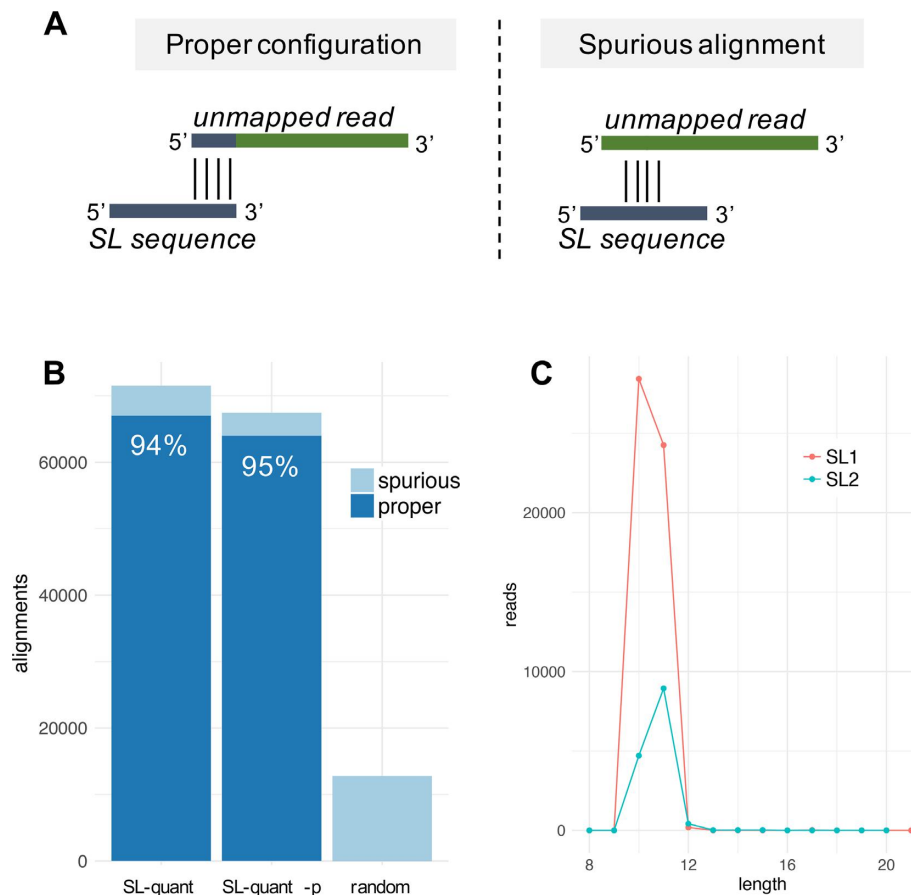 A
Proper configuration
Spurious alignment
unmapped read
5’ 3’
5’ 3’
SL sequence
unmapped read
5’ 3’
5’ 3’
SL sequence
B
94%
95%
spurious
proper
60000
40000
20000
0
alignments
SL-quant
SL-quant -p
random
C
SL1
SL2
20000
10000
0
reads
8 12 16 20
length